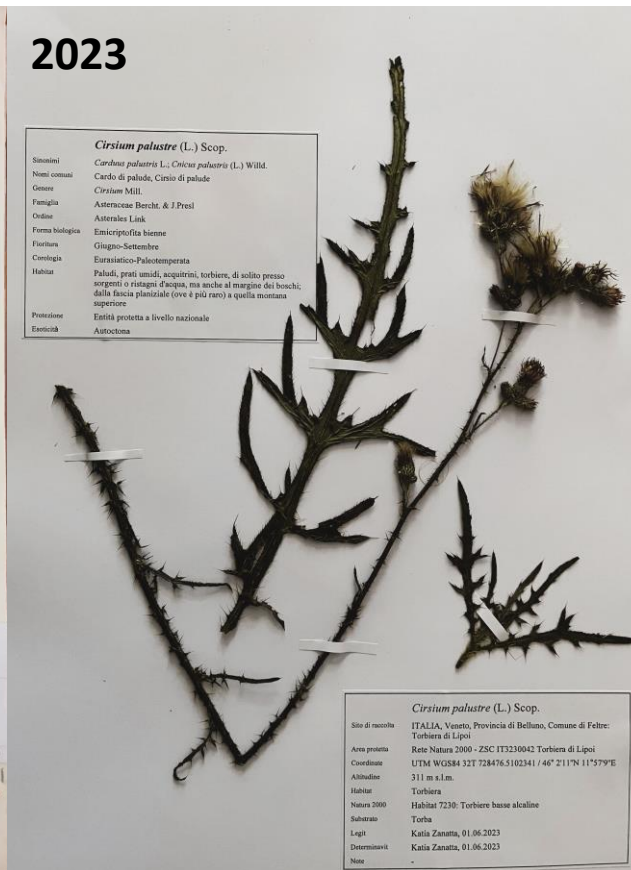 2023
Cirsium palustre (L.) Scop.
Sinonimi Carduus palustris L.; Cnicus palustris (L.) Willd.
Nomi comuni Cardo di palude, Cirsio di palude
Genere Cirsium Mill.
Famiglia Asteraceae Bercht. & J.Presl
Ordine Asterales Link
Forma biologica Emicriptofita bienne
Fioritura Giugno-Settembre
Corologia Eurasiatico-Paleotemperata
Habitat Paludi, prati umidi, acquitrini, torbiere, di solito presso
sorgenti o ristagni d'acqua, ma anche al margine dei boschi;
dalla fascia planiziale (ove è più raro) a quella montana
superiore
Protezione Entità protetta a livello nazionale
Esoticità Autoctona
Cirsium palustre (L.) Scop.
Sito di raccolta ITALIA, Veneto, Provincia di Belluno, Comune di Feltre:
Torbiera di Lipoi
Area protetta Rete Natura 2000 - ZSC IT3230042 Torbiera di Lipoi
Coordinate UTM WGS84 32T 728476.5102341 / 46° 2'11"N 11°57'9"E
Altitudine 311 m s.l.m.
Habitat Torbiera
Natura 2000 Habitat 7230: Torbiere basse alcaline
Substrato Torba
Legit Katia Zanatta, 01.06.2023
Determinavit Katia Zanatta, 01.06.2023
Note -